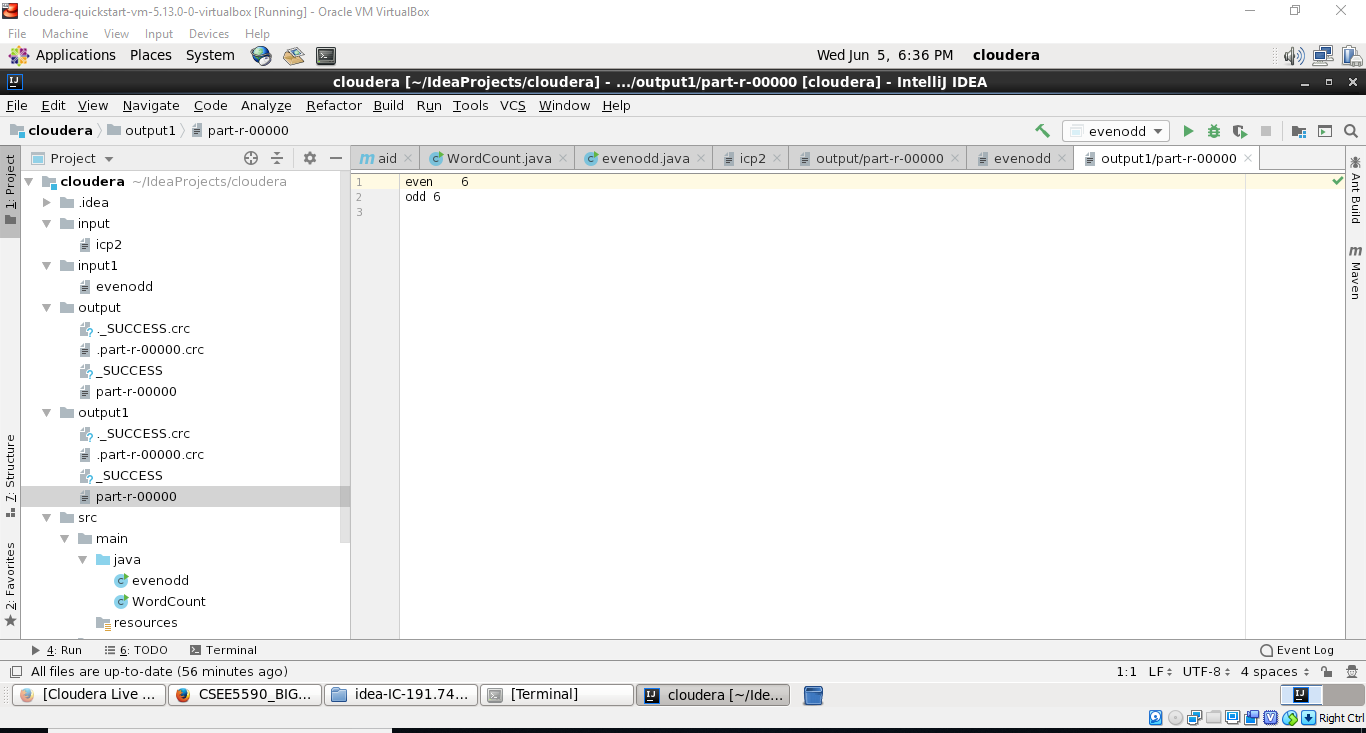 cloudera-quickstart-vm-5.13.0-0-virtualbox [Running] - Oracle VM VirtualBox
File Machine View Input Devices Help
Applications Places System Wed Jun 5, 6:36 PM cloudera
cloudera [~/IdeaProjects/cloudera] - .../output1/part-r-00000 [cloudera] - IntelliJ IDEA
File Edit View Navigate Code Analyze Refactor Build Run Tools VCS Window Help
cloudera output1 part-r-00000 evenodd
Project aid WordCount.java evenodd.java icp2 output/part-r-00000 evenodd output1/part-r-00000
1: Project
7: Structure
2: Favorites
cloudera ~/IdeaProjects/cloudera
.idea
input
icp2
input1
evenodd
output
._SUCCESS.crc
.part-r-00000.crc
_SUCCESS
part-r-00000
output1
._SUCCESS.crc
.part-r-00000.crc
_SUCCESS
part-r-00000
src
main
java
evenodd
WordCount
resources
1 even 6
2 odd 6
3
Ant Build
Maven
4: Run 6: TODO Terminal Event Log
All files are up-to-date (56 minutes ago) 1:1 LF UTF-8 4 spaces
[Cloudera Live ... CSEE5590_BIG... idea-IC-191.74... [Terminal] cloudera [~/Ide...
Right Ctrl